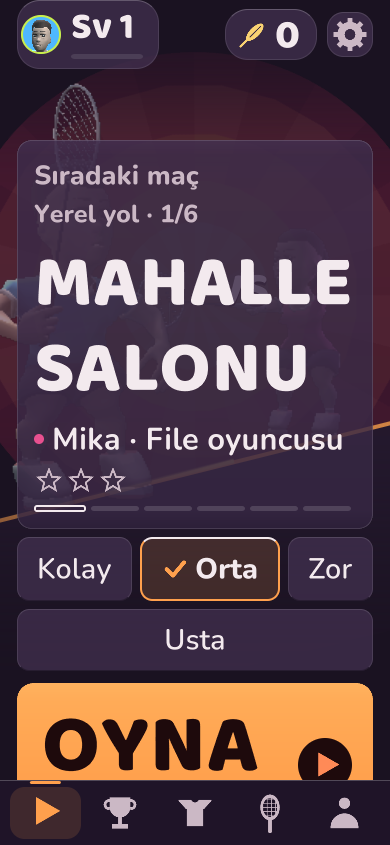 Sv 1
0
Sıradaki maç
Yerel yol · 1/6
MAHALLE
SALONU
Mika · File oyuncusu
Kolay
Orta
Zor
Usta
OYNA